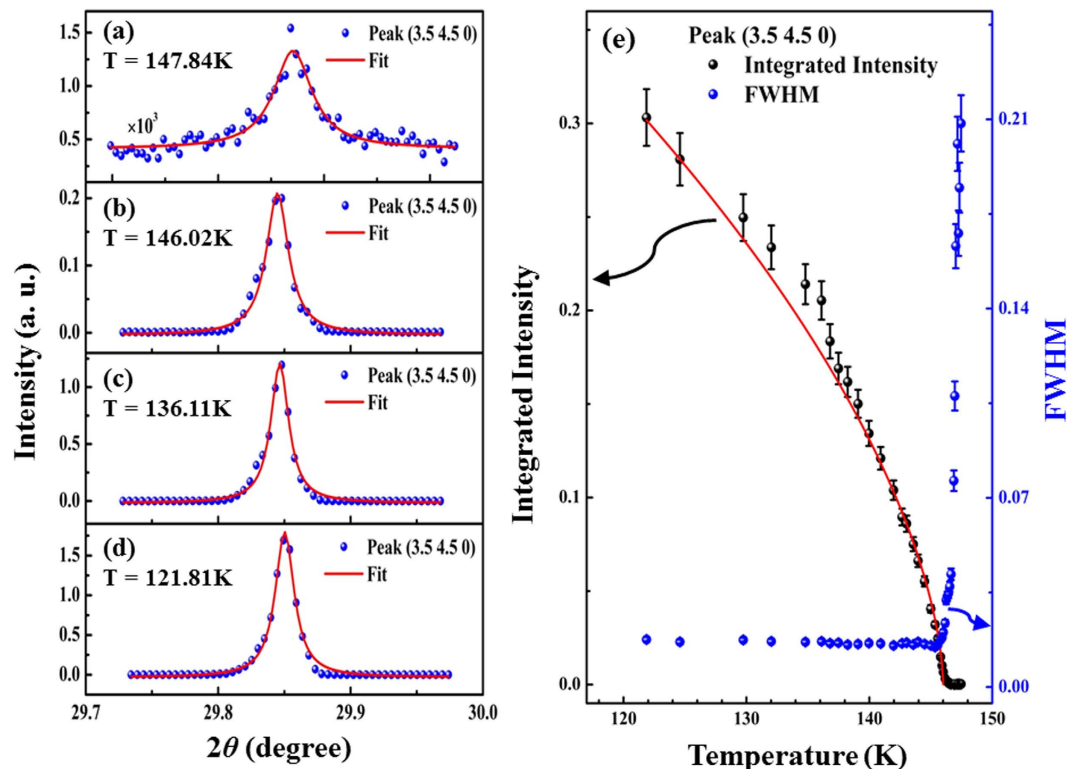 (a)
T = 147.84K
Peak (3.5 4.5 0)
Fit
×10³
1.5
1.0
0.5
(b)
T = 146.02K
Peak (3.5 4.5 0)
Fit
0.2
0.1
0.0
(c)
T = 136.11K
Peak (3.5 4.5 0)
Fit
1.0
0.5
0.0
(d)
T = 121.81K
Peak (3.5 4.5 0)
Fit
1.5
1.0
0.5
0.0
29.7 29.8 29.9 30.0
2θ (degree)
Intensity (a. u.)
(e)
Peak (3.5 4.5 0)
Integrated Intensity
FWHM
0.3
0.2
0.1
0.0
Integrated Intensity
0.21
0.14
0.07
0.00
FWHM
120 130 140 150
Temperature (K)